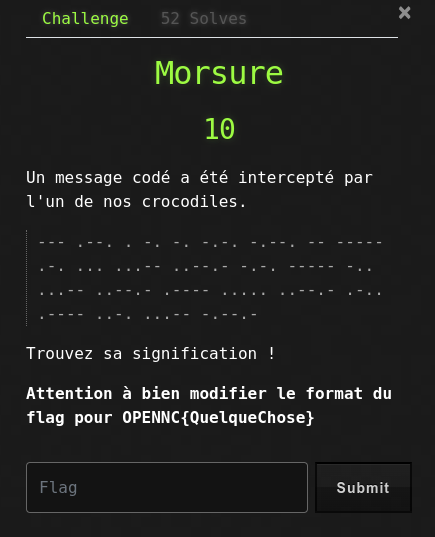 Challenge 52 Solves ×
Morsure
10
Un message codé a été intercepté par
l'un de nos crocodiles.
--- .--. . -. -. -.-. -.--. -- -----
.-. ... ...-- ..--.- -.-. ----- -..
...-- ..--.- .---- ..... ..--.- .-..
.---- ..-. ...-- -.--.-
Trouvez sa signification !
Attention à bien modifier le format du
flag pour OPENNC{QuelqueChose}
Flag Submit